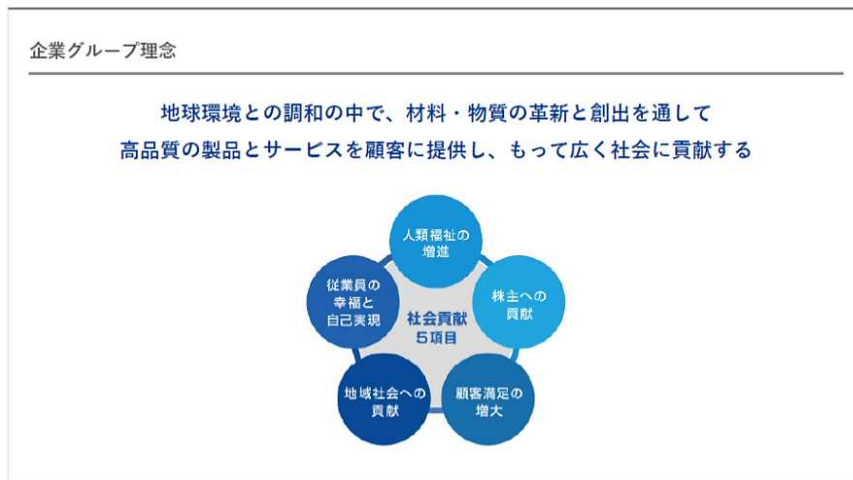 企業グループ理念
地球環境との調和の中で、材料・物質の革新と創出を通して
高品質の製品とサービスを顧客に提供し、もって広く社会に貢献する
人類福祉の
増進
従業員の
幸福と
自己実現
株主への
貢献
社会貢献
5項目
地域社会への
貢献
顧客満足の
増大